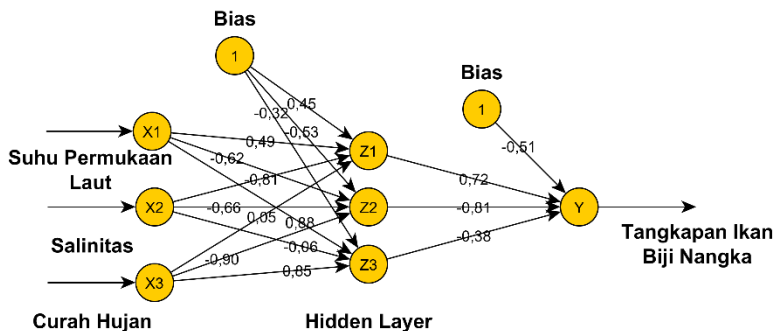 Bias
1
Bias
1
0,45
-0,32
-0,53
X1
0,49
Z1
-0,51
Suhu Permukaan
Laut
-0,62
-0,81
0,72
X2
-0,66
0,05
0,88
Z2
-0,81
Y
Salinitas
-0,06
-0,38
Tangkapan Ikan
Biji Nangka
X3
-0,90
0,85
Z3
Curah Hujan
Hidden Layer